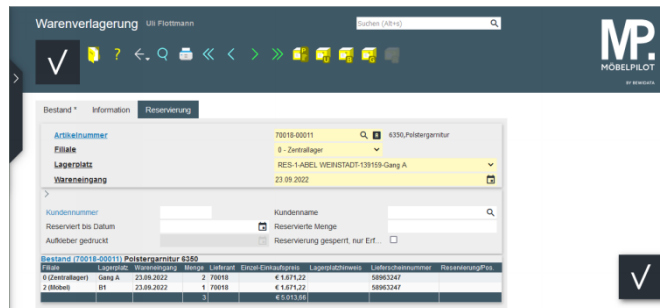 Warenverlagerung Uli Flottmann
Suchen (Alt+s)
MP.
MÖBELPILOT
BY BEWIDATA
Bestand * Information Reservierung
Artikelnummer 70018-00011 6350,Polstergarnitur
Filiale 0 - Zentrallager
Lagerplatz RES-1-ABEL WEINSTADT-139159-Gang A
Wareneingang 23.09.2022
Kundennummer Kundenname
Reserviert bis Datum Reservierte Menge
Aufkleber gedruckt Reservierung gesperrt, nur Erf...
Bestand (70018-00011) Polstergarnitur 6350
Filiale Lagerplatz Wareneingang Menge Lieferant Einzel-Einkaufspreis Lagerplatzhinweis Lieferscheinnummer Reservierung/Pos.
0 (Zentrallager) Gang A 23.09.2022 2 70018 € 1.671,22 58963247
2 (Möbel) B1 23.09.2022 1 70018 € 1.671,22 58963247
3 € 5.013,66